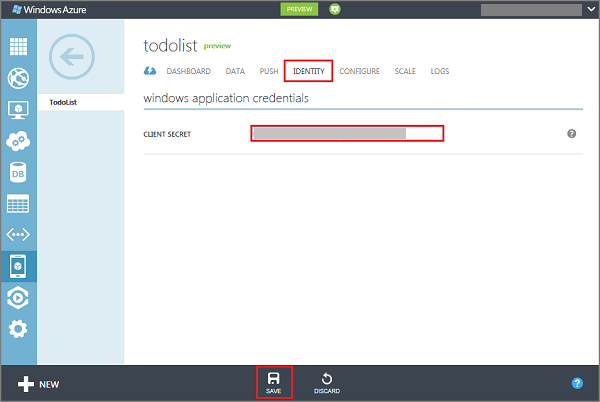 Windows Azure PREVIEW
todolist preview
DASHBOARD DATA PUSH IDENTITY CONFIGURE SCALE LOGS
TodoList
windows application credentials
CLIENT SECRET ?
DB
NEW SAVE DISCARD ?